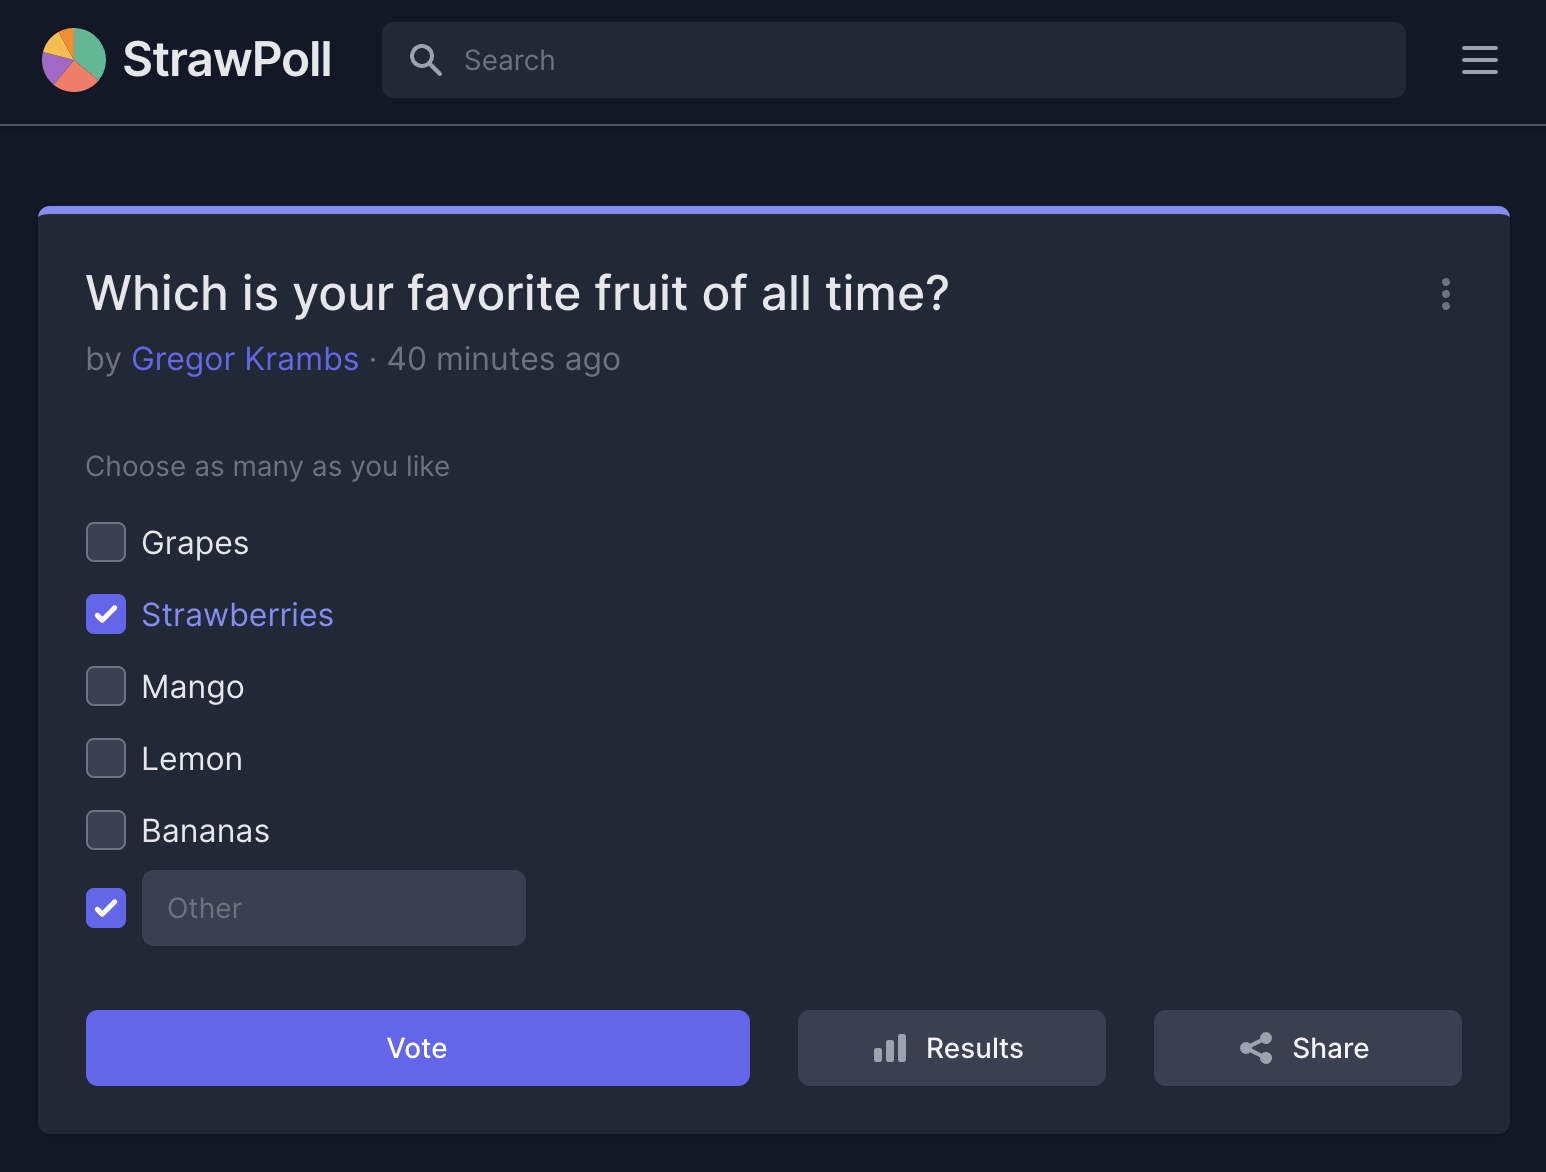 StrawPoll
Search
Which is your favorite fruit of all time?
by Gregor Krambs · 40 minutes ago
Choose as many as you like
Grapes
Strawberries
Mango
Lemon
Bananas
Other
Vote
Results
Share